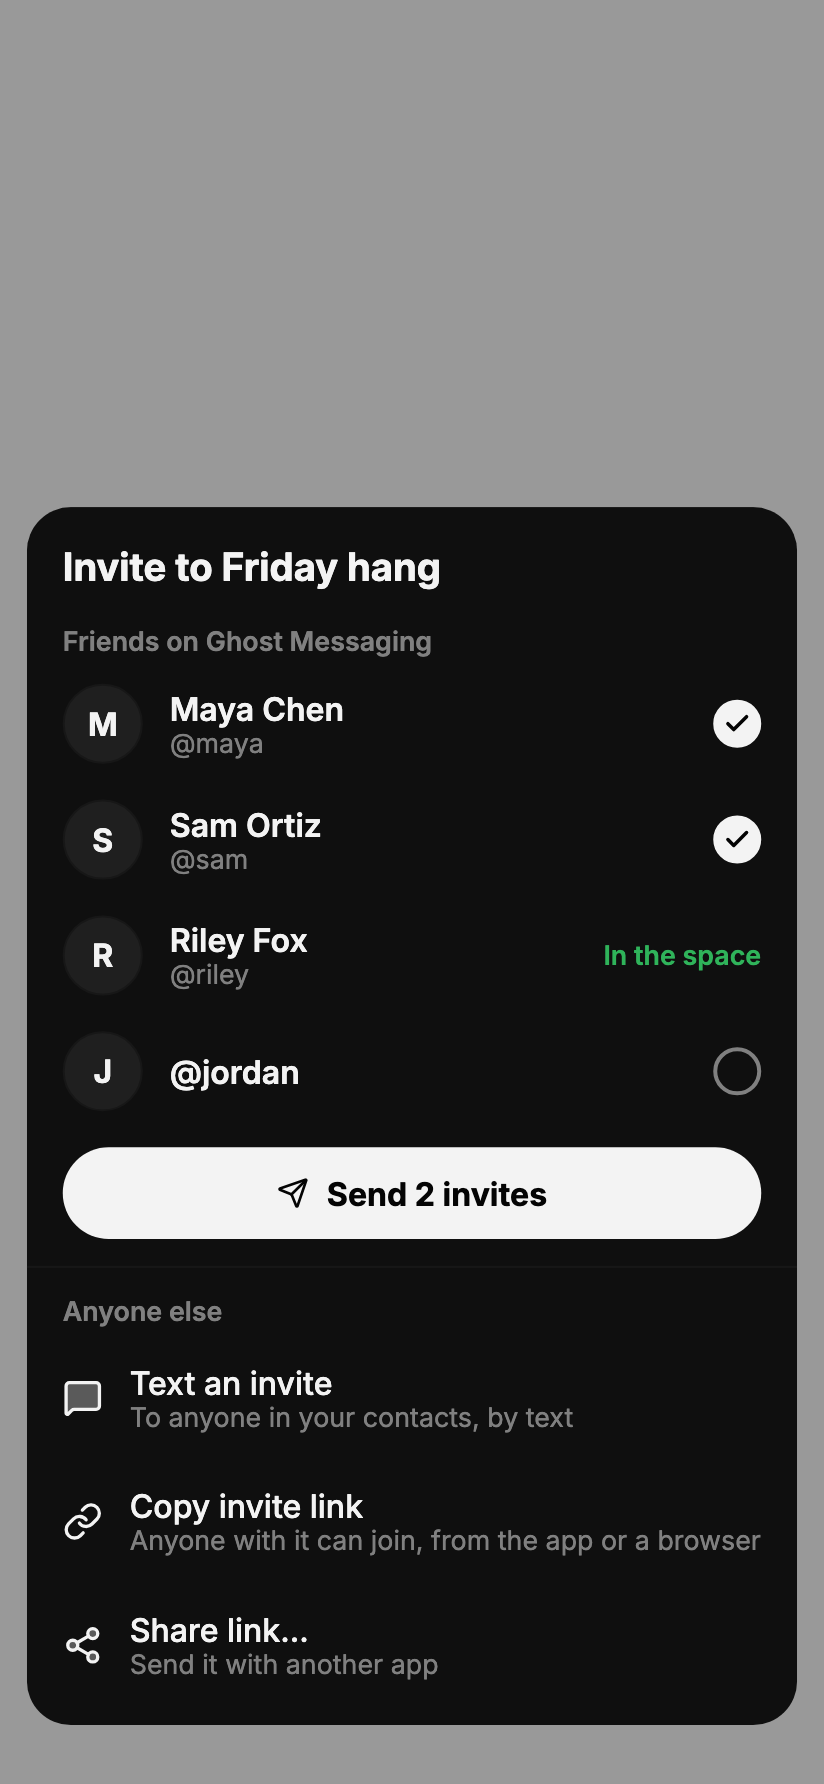 Invite to Friday hang
Friends on Ghost Messaging
M
Maya Chen
@maya
S
Sam Ortiz
@sam
R
Riley Fox
@riley
In the space
J
@jordan
Send 2 invites
Anyone else
Text an invite
To anyone in your contacts, by text
Copy invite link
Anyone with it can join, from the app or a browser
Share link...
Send it with another app